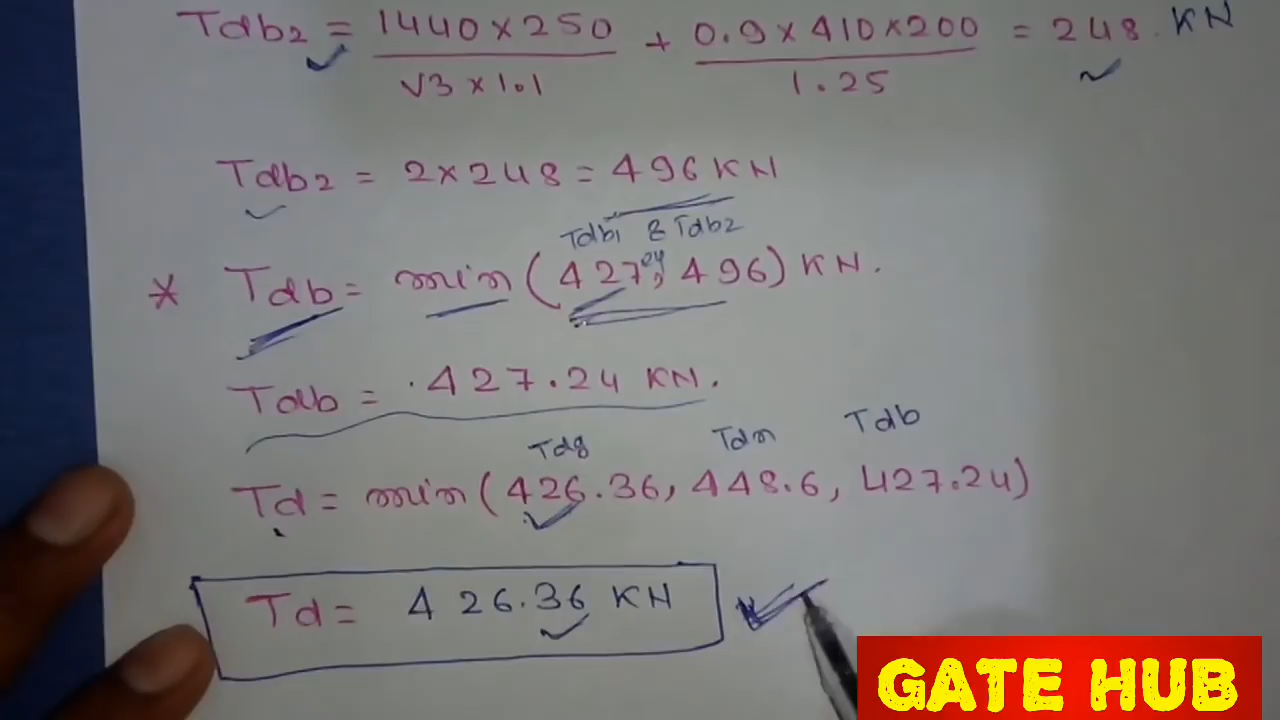 Tdb2 = 1440×250 / √3×1.1 + 0.9×410×200 / 1.25 = 248. KN
Tdb2 = 2×248 = 496 KN
Tdb1 & Tdb2
* Tdb = min (427.24, 496) KN.
Tdb = 427.24 KN.
Tdg Tdn Tdb
Td = min (426.36, 448.6, 427.24)
Td = 426.36 KN
GATE HUB